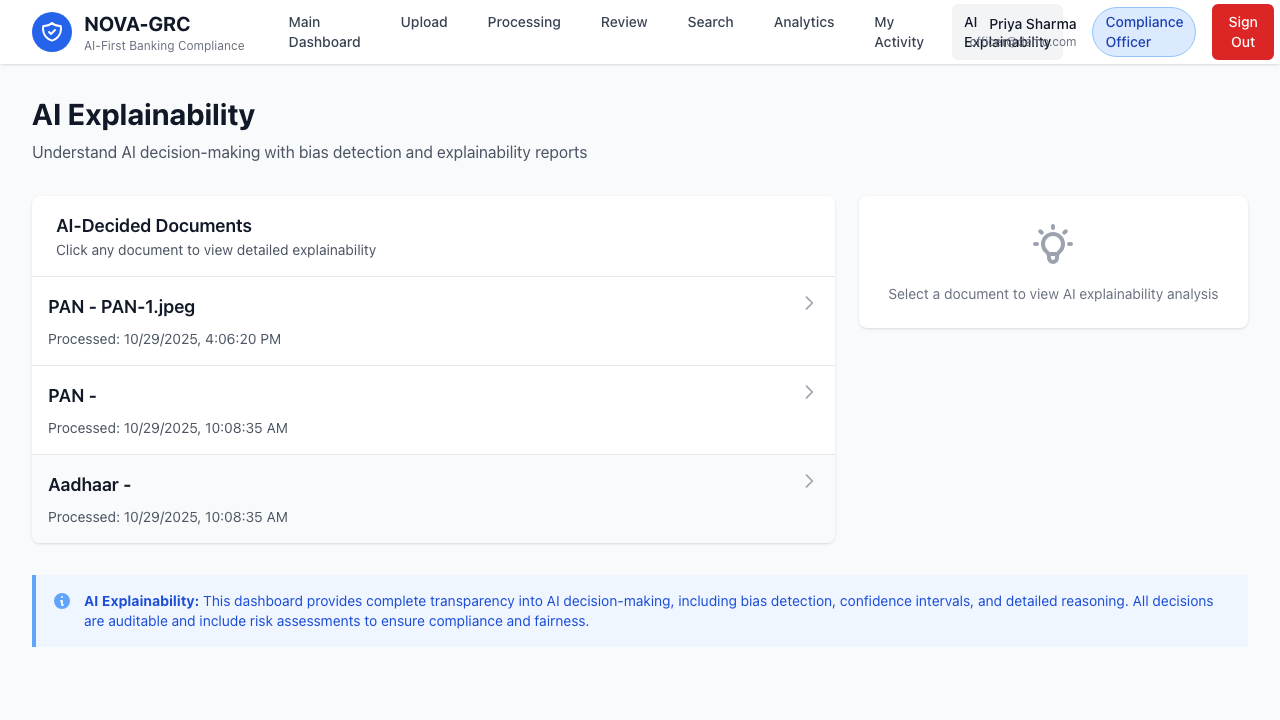 NOVA-GRC
AI-First Banking Compliance
Main
Dashboard
Upload
Processing
Review
Search
Analytics
My
Activity
AI
Explainability
Priya Sharma
Compliance
Officer
Sign
Out
AI Explainability
Understand AI decision-making with bias detection and explainability reports
AI-Decided Documents
Click any document to view detailed explainability
PAN - PAN-1.jpeg
Processed: 10/29/2025, 4:06:20 PM
PAN -
Processed: 10/29/2025, 10:08:35 AM
Aadhaar -
Processed: 10/29/2025, 10:08:35 AM
Select a document to view AI explainability analysis
AI Explainability: This dashboard provides complete transparency into AI decision-making, including bias detection, confidence intervals, and detailed reasoning. All decisions
are auditable and include risk assessments to ensure compliance and fairness.